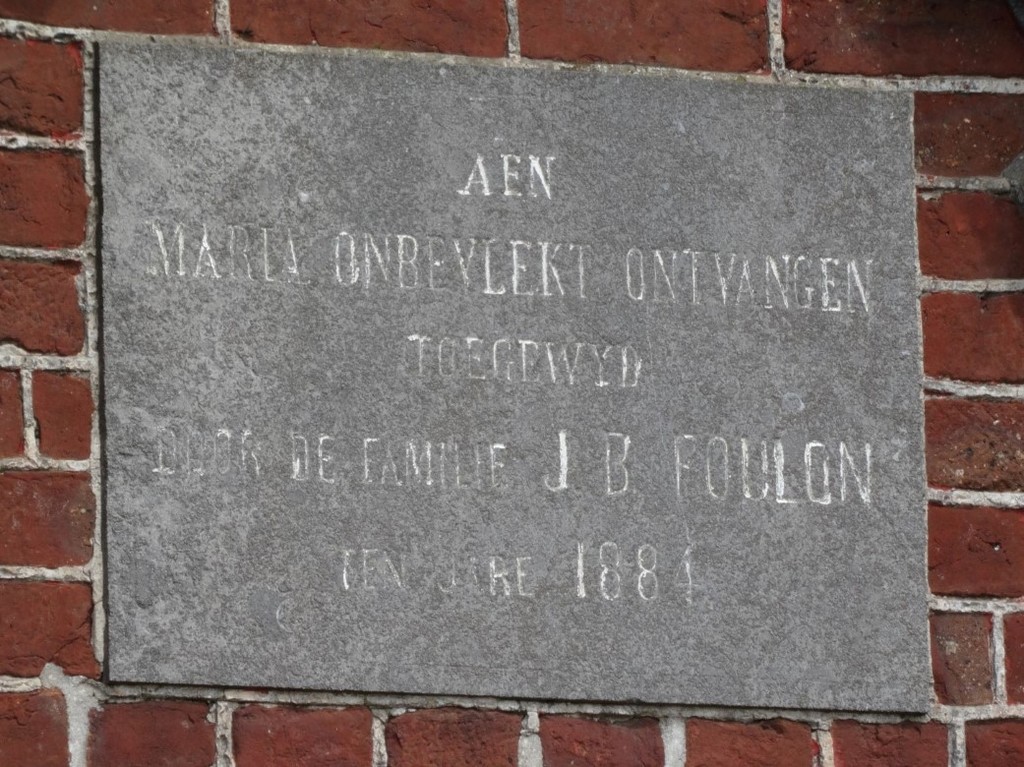 AEN
MARIA ONBEVLEKT ONTVANGEN
TOEGEWYD
DOOR DE FAMILIE J. B. FOULON
TEN JARE 1884